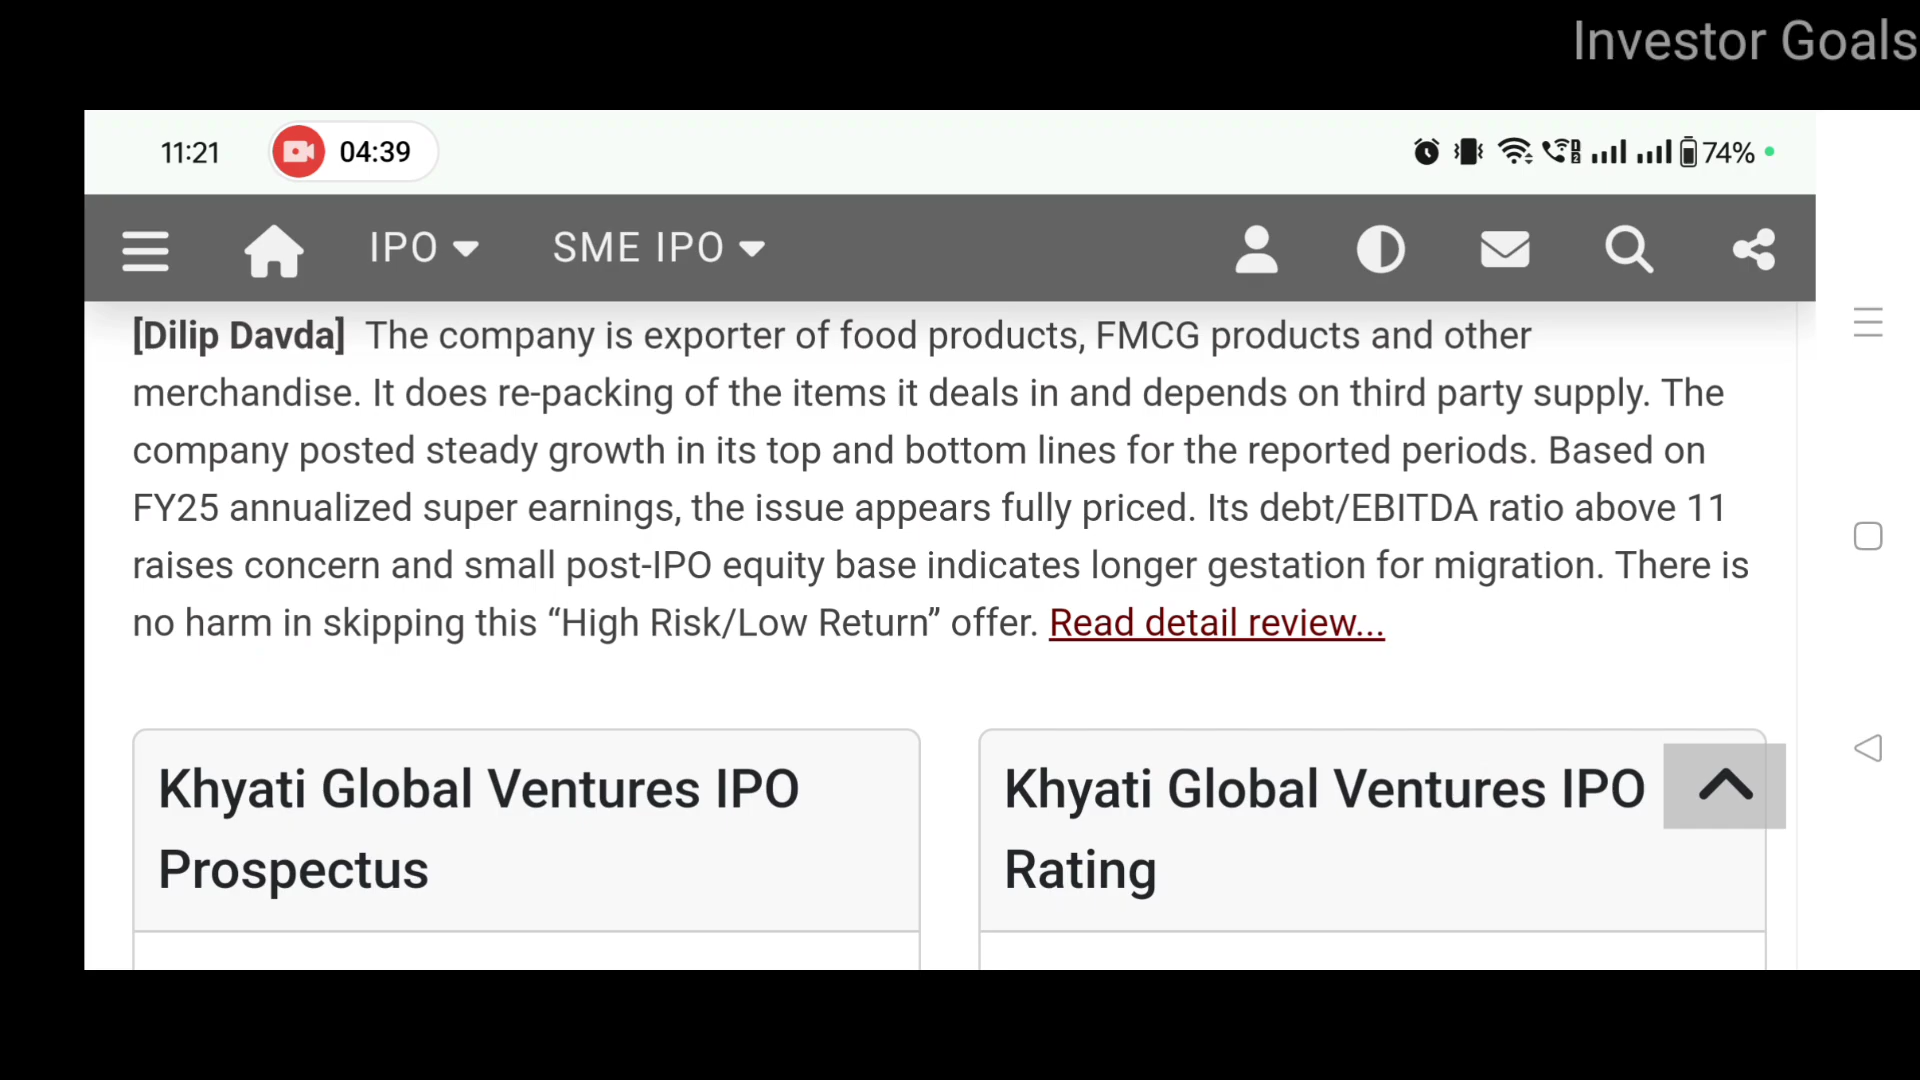 Investor Goals
11:21 04:39 74%
IPO SME IPO
[Dilip Davda] The company is exporter of food products, FMCG products and other
merchandise. It does re-packing of the items it deals in and depends on third party supply. The
company posted steady growth in its top and bottom lines for the reported periods. Based on
FY25 annualized super earnings, the issue appears fully priced. Its debt/EBITDA ratio above 11
raises concern and small post-IPO equity base indicates longer gestation for migration. There is
no harm in skipping this “High Risk/Low Return” offer. Read detail review...
Khyati Global Ventures IPO
Prospectus
Khyati Global Ventures IPO
Rating